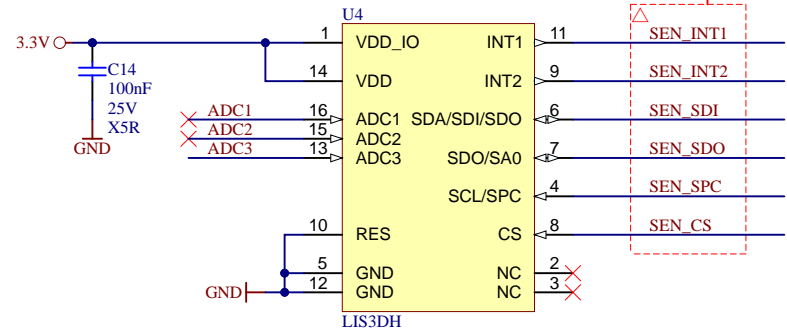 U4
3.3V
1 VDD_IO INT1 11 SEN_INT1
C14
100nF
25V
X5R
GND
14 VDD INT2 9 SEN_INT2
ADC1 16 ADC1 SDA/SDI/SDO 6 SEN_SDI
ADC2 15 ADC2
ADC3 13 ADC3 SDO/SA0 7 SEN_SDO
SCL/SPC 4 SEN_SPC
10 RES CS 8 SEN_CS
5 GND NC 2
GND 12 GND NC 3
LIS3DH